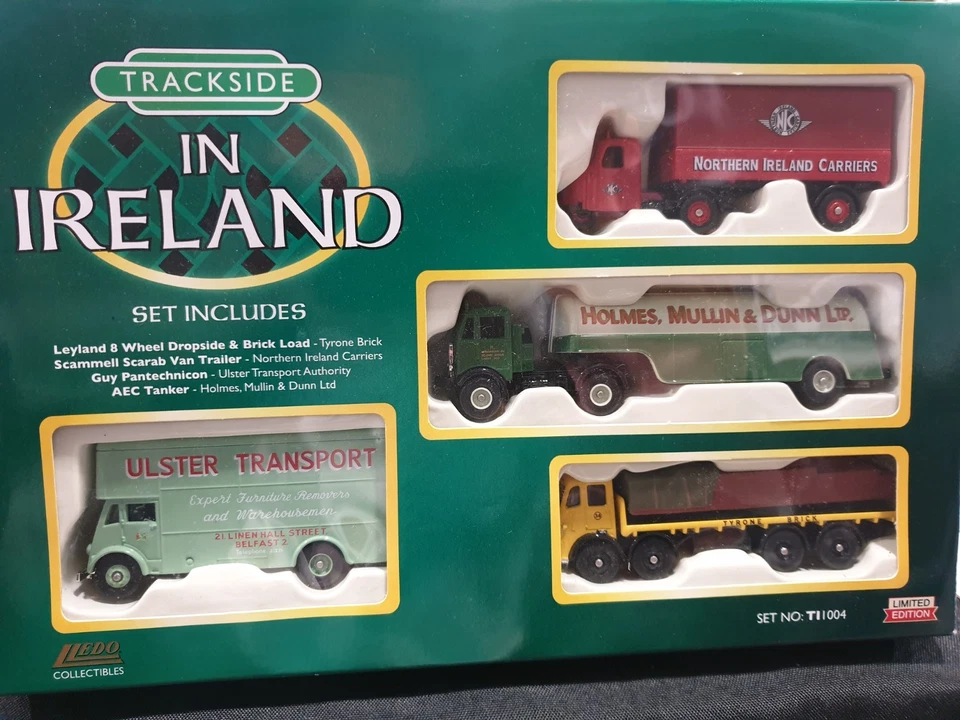 TRACKSIDE
IN
IRELAND
SET INCLUDES
Leyland 8 Wheel Dropside & Brick Load - Tyrone Brick
Scammell Scarab Van Trailer - Northern Ireland Carriers
Guy Pantechnicon - Ulster Transport Authority
AEC Tanker - Holmes, Mullin & Dunn Ltd
NIC
NORTHERN IRELAND CARRIERS
HOLMES, MULLIN & DUNN LTD.
ULSTER TRANSPORT
Expert Furniture Removers
and Warehousemen
21 LINEN HALL STREET
BELFAST 2
TYRONE BRICK
SET NO: TI1004
LIMITED
EDITION
LLEDO
COLLECTIBLES